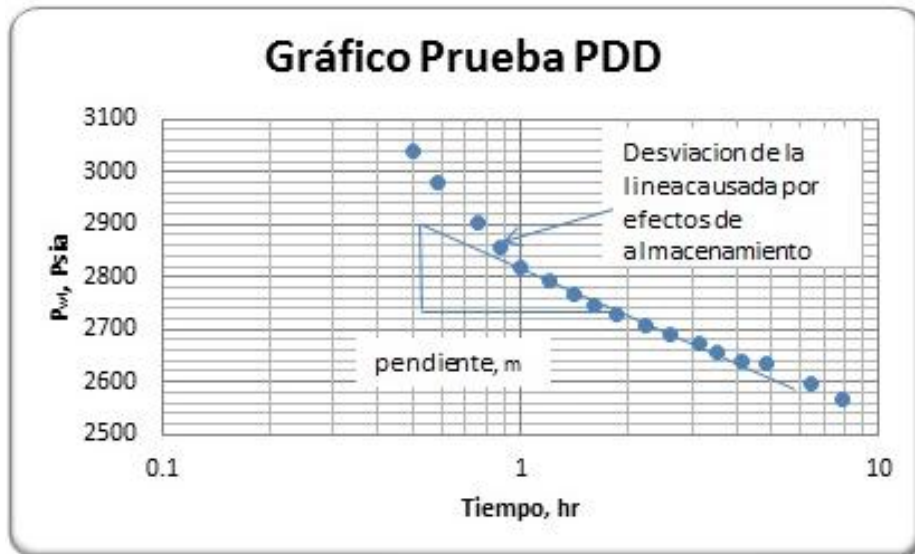 Gráfico Prueba PDD
3100
3000
2900
2800
2700
2600
2500
Pwf, Psia
Desviacion de la
lineacausada por
efectos de
almacenamiento
pendiente, m
0.1
1
10
Tiempo, hr